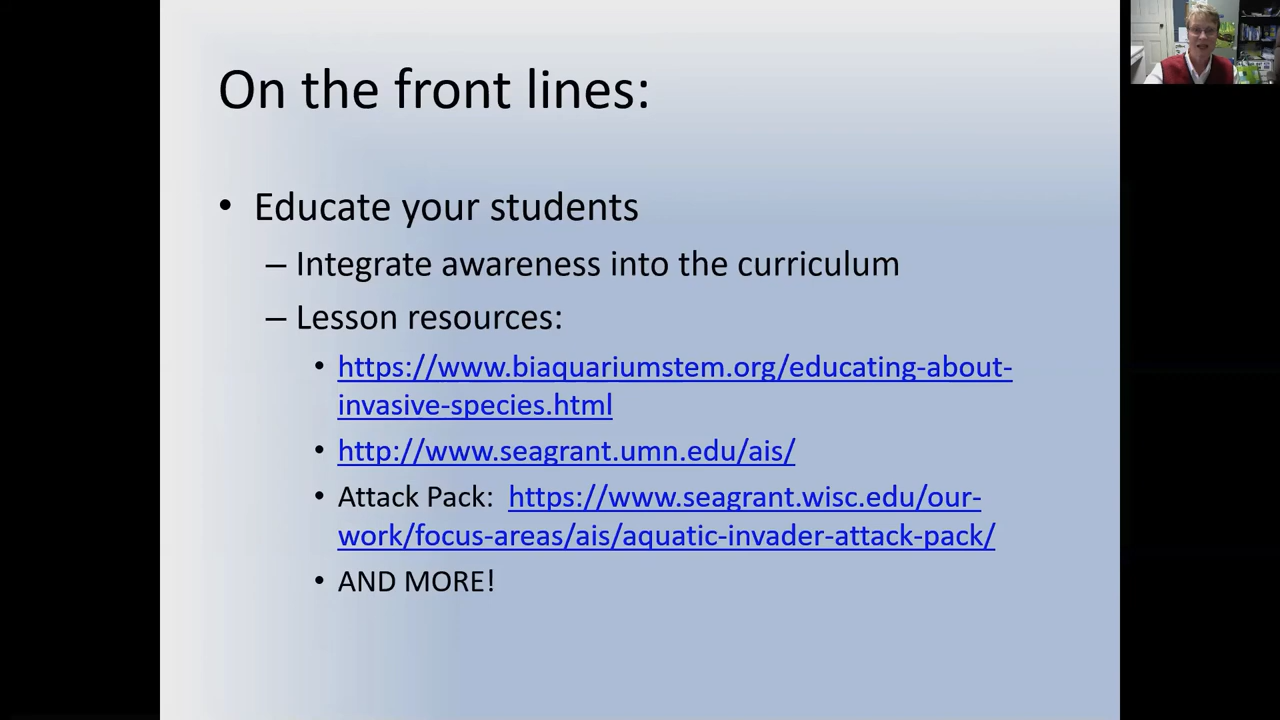 On the front lines:
• Educate your students
– Integrate awareness into the curriculum
– Lesson resources:
• https://www.biaquariumstem.org/educating-about-
invasive-species.html
• http://www.seagrant.umn.edu/ais/
• Attack Pack: https://www.seagrant.wisc.edu/our-
work/focus-areas/ais/aquatic-invader-attack-pack/
• AND MORE!